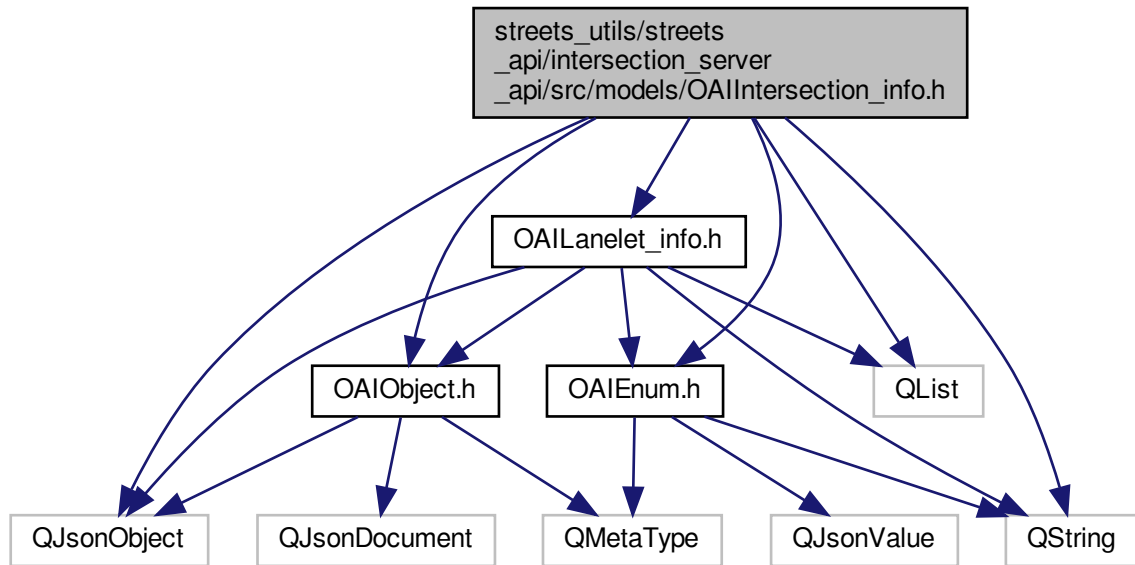 streets_utils/streets
_api/intersection_server
_api/src/models/OAIIntersection_info.h
OAILanelet_info.h
OAIObject.h
OAIEnum.h
QList
QJsonObject
QJsonDocument
QMetaType
QJsonValue
QString